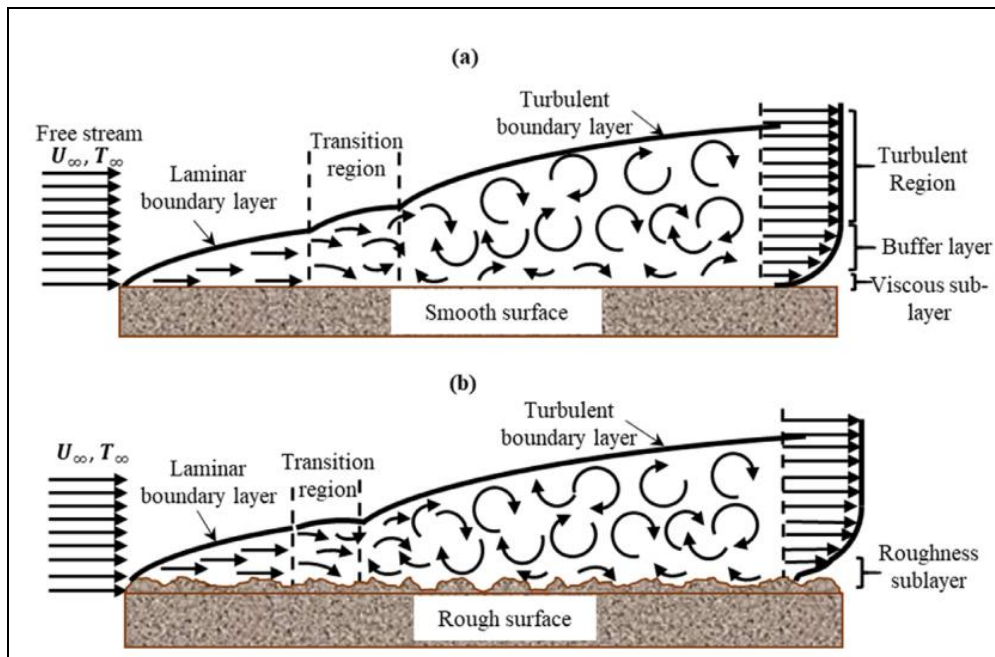 (a)
Free stream
U∞, T∞
Laminar
boundary layer
Transition
region
Turbulent
boundary layer
Turbulent
Region
Buffer layer
Viscous sub-
layer
Smooth surface
(b)
U∞, T∞
Laminar
boundary layer
Transition
region
Turbulent
boundary layer
Roughness
sublayer
Rough surface